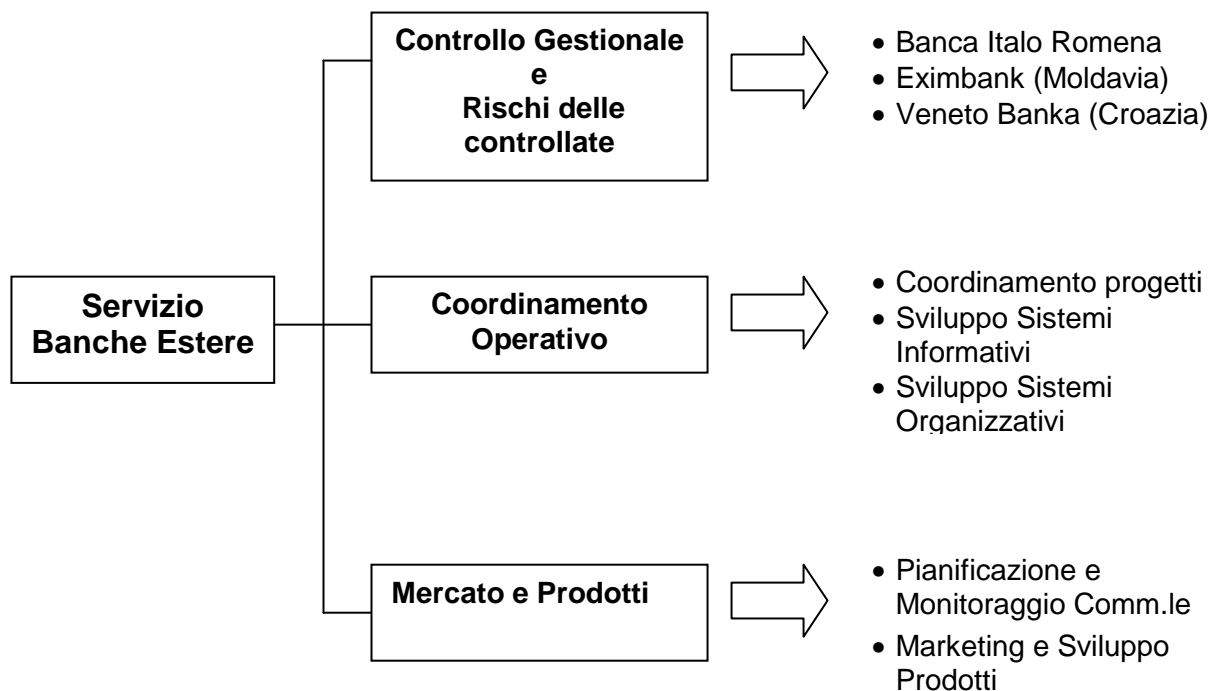 Controllo Gestionale
e
Rischi delle
controllate
• Banca Italo Romena
• Eximbank (Moldavia)
• Veneto Banka (Croazia)
Servizio
Banche Estere
Coordinamento
Operativo
• Coordinamento progetti
• Sviluppo Sistemi
Informativi
• Sviluppo Sistemi
Organizzativi
Mercato e Prodotti
• Pianificazione e
Monitoraggio Comm.le
• Marketing e Sviluppo
Prodotti